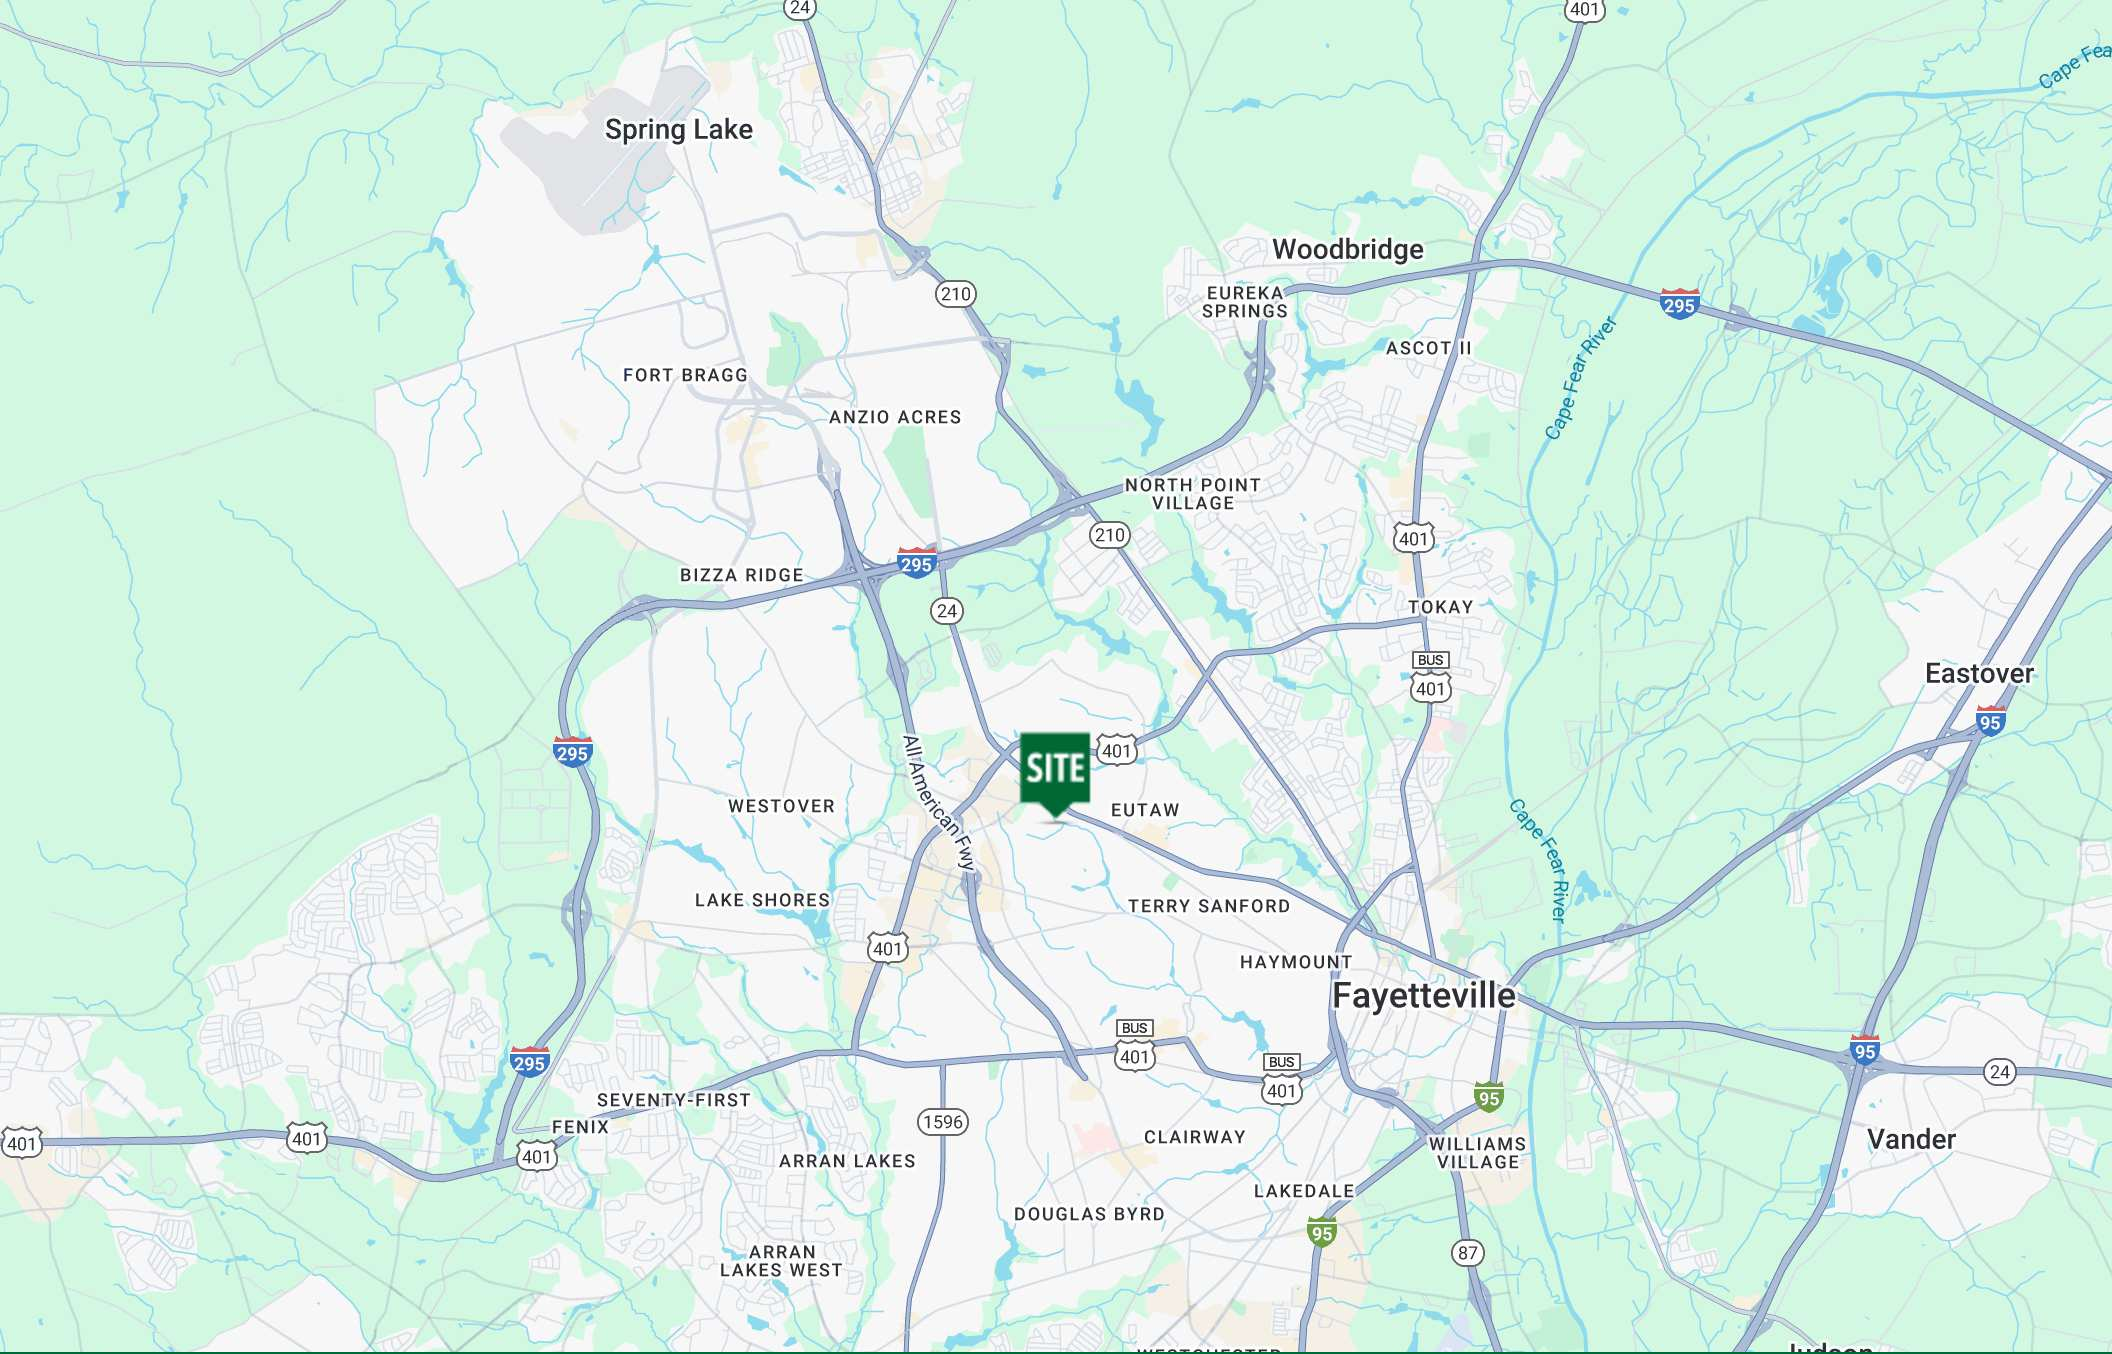 24
401
Cape Fea
Spring Lake
Woodbridge
210
EUREKA
SPRINGS
295
Cape Fear River
ASCOT II
FORT BRAGG
ANZIO ACRES
NORTH POINT
VILLAGE
210
401
295
BIZZA RIDGE
24
TOKAY
BUS
401
Eastover
95
295
All American Fwy
SITE
401
WESTOVER
EUTAW
Cape Fear River
LAKE SHORES
TERRY SANFORD
401
HAYMOUNT
Fayetteville
BUS
401
BUS
401
295
95
24
95
SEVENTY-FIRST
FENIX
1596
401
401
401
CLAIRWAY
WILLIAMS
VILLAGE
Vander
ARRAN LAKES
LAKEDALE
DOUGLAS BYRD
95
87
ARRAN
LAKES WEST
WESTCHESTER
Judson